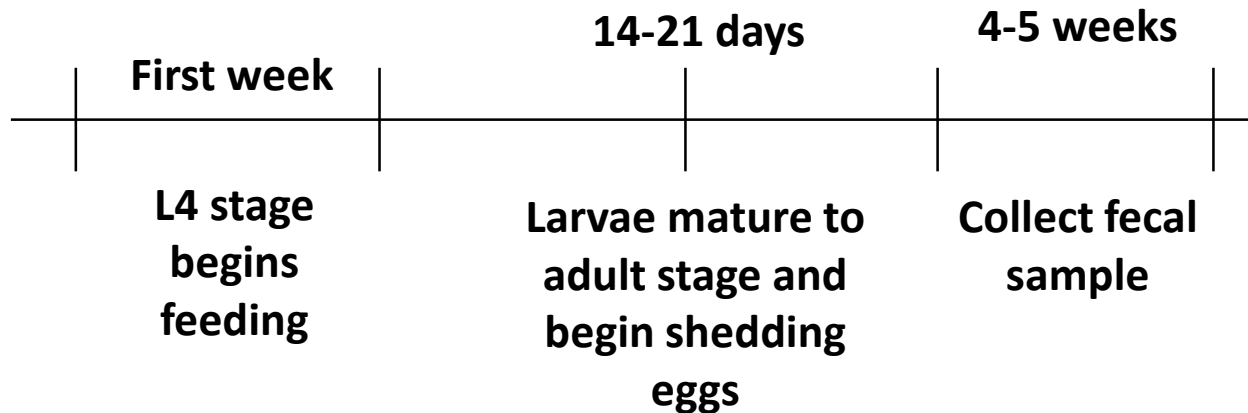 First week
14-21 days
4-5 weeks
L4 stage
begins
feeding
Larvae mature to
adult stage and
begin shedding
eggs
Collect fecal
sample